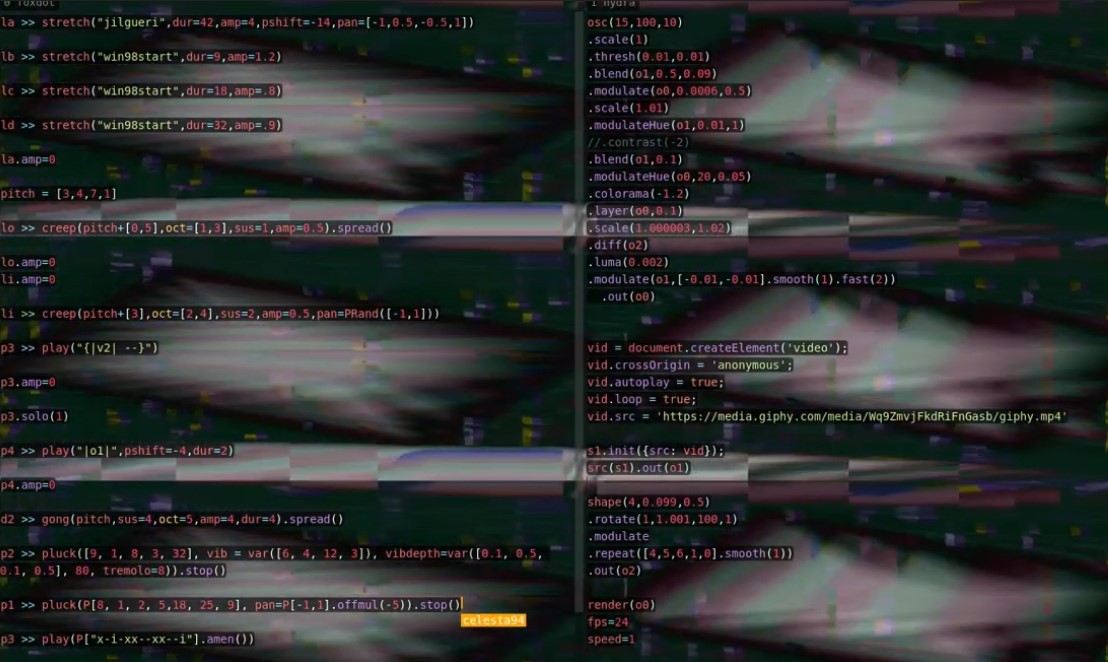 0 foxdot
la >> stretch("jilgueri",dur=42,amp=4,pshift=-14,pan=[-1,0.5,-0.5,1])
lb >> stretch("win98start",dur=9,amp=1.2)
lc >> stretch("win98start",dur=18,amp=.8)
ld >> stretch("win98start",dur=32,amp=.9)
la.amp=0
pitch = [3,4,7,1]
lo >> creep(pitch+[0,5],oct=[1,3],sus=1,amp=0.5).spread()
lo.amp=0
li.amp=0
li >> creep(pitch+[3],oct=[2,4],sus=2,amp=0.5,pan=PRand([-1,1]))
p3 >> play("{|v2| --}")
p3.amp=0
p3.solo(1)
p4 >> play("|o1|",pshift=-4,dur=2)
p4.amp=0
d2 >> gong(pitch,sus=4,oct=5,amp=4,dur=4).spread()
p2 >> pluck([9, 1, 8, 3, 32], vib = var([6, 4, 12, 3]), vibdepth=var([0.1, 0.5,
0.1, 0.5], 80, tremolo=8)).stop()
p1 >> pluck(P[8, 1, 2, 5,18, 25, 9], pan=P[-1,1].offmul(-5)).stop()
celesta94
p3 >> play(P["x-i-xx--xx--i"].amen())
1 hydra
osc(15,100,10)
.scale(1)
.thresh(0.01,0.01)
.blend(o1,0.5,0.09)
.modulate(o0,0.0006,0.5)
.scale(1.01)
.modulateHue(o1,0.01,1)
//.contrast(-2)
.blend(o1,0.1)
.modulateHue(o0,20,0.05)
.colorama(-1.2)
.layer(o0,0.1)
.scale(1.000003,1.02)
.diff(o2)
.luma(0.002)
.modulate(o1,[-0.01,-0.01].smooth(1).fast(2))
.out(o0)
vid = document.createElement('video');
vid.crossOrigin = 'anonymous';
vid.autoplay = true;
vid.loop = true;
vid.src = 'https://media.giphy.com/media/Wq9ZmvjFkdRiFnGasb/giphy.mp4'
s1.init({src: vid});
src(s1).out(o1)
shape(4,0.099,0.5)
.rotate(1,1.001,100,1)
.modulate
.repeat([4,5,6,1,0].smooth(1))
.out(o2)
render(o0)
fps=24
speed=1